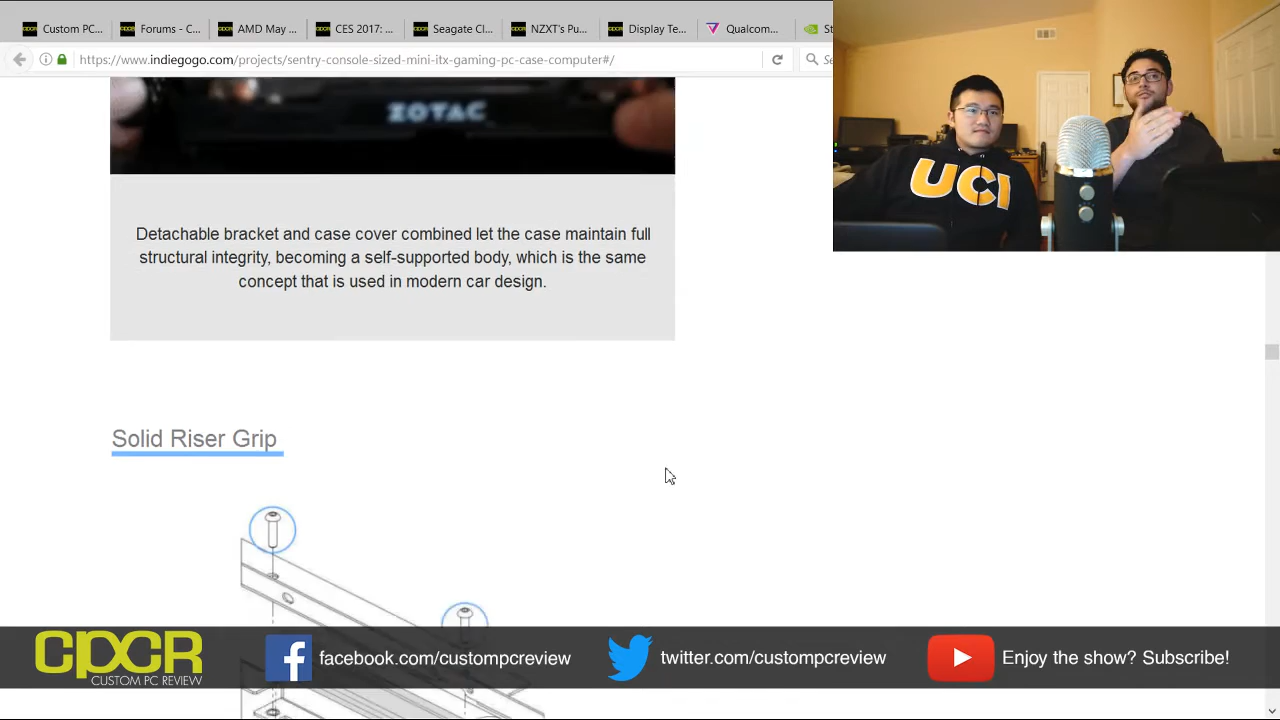 Custom PC...
Forums - C...
AMD May ...
CES 2017: ...
Seagate Cl...
NZXT's Pu...
Display Te...
Qualcom...
St
https://www.indiegogo.com/projects/sentry-console-sized-mini-itx-gaming-pc-case-computer#/
Se
ZOTAC
UCI
Detachable bracket and case cover combined let the case maintain full
structural integrity, becoming a self-supported body, which is the same
concept that is used in modern car design.
Solid Riser Grip
CPCR
CUSTOM PC REVIEW
facebook.com/custompcreview
twitter.com/custompcreview
Enjoy the show? Subscribe!